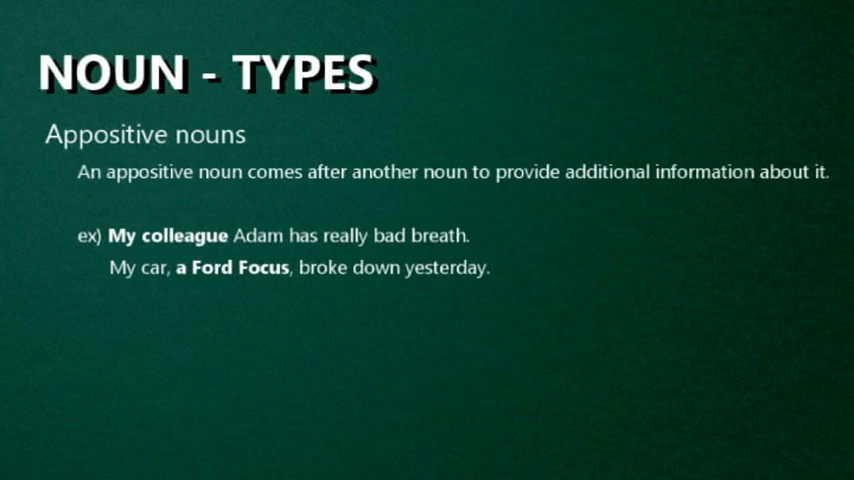 NOUN - TYPES
Appositive nouns
An appositive noun comes after another noun to provide additional information about it.
ex) My colleague Adam has really bad breath.
My car, a Ford Focus, broke down yesterday.